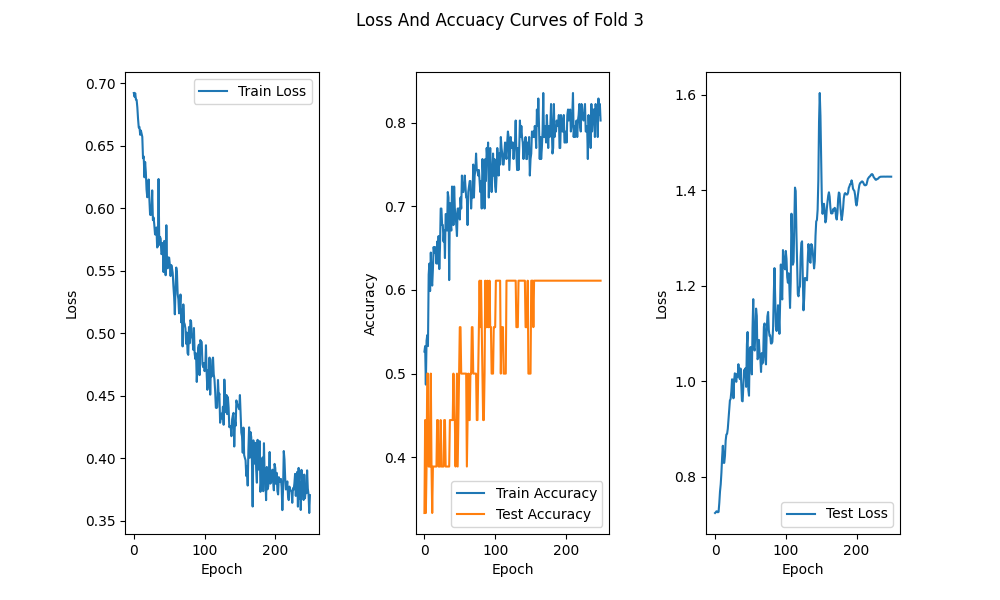 Loss And Accuacy Curves of Fold 3
Loss
0.70
0.65
0.60
0.55
0.50
0.45
0.40
0.35
0
100
200
Epoch
Train Loss
Accuracy
0.8
0.7
0.6
0.5
0.4
0
100
200
Epoch
Train Accuracy
Test Accuracy
Loss
1.6
1.4
1.2
1.0
0.8
0
100
200
Epoch
Test Loss